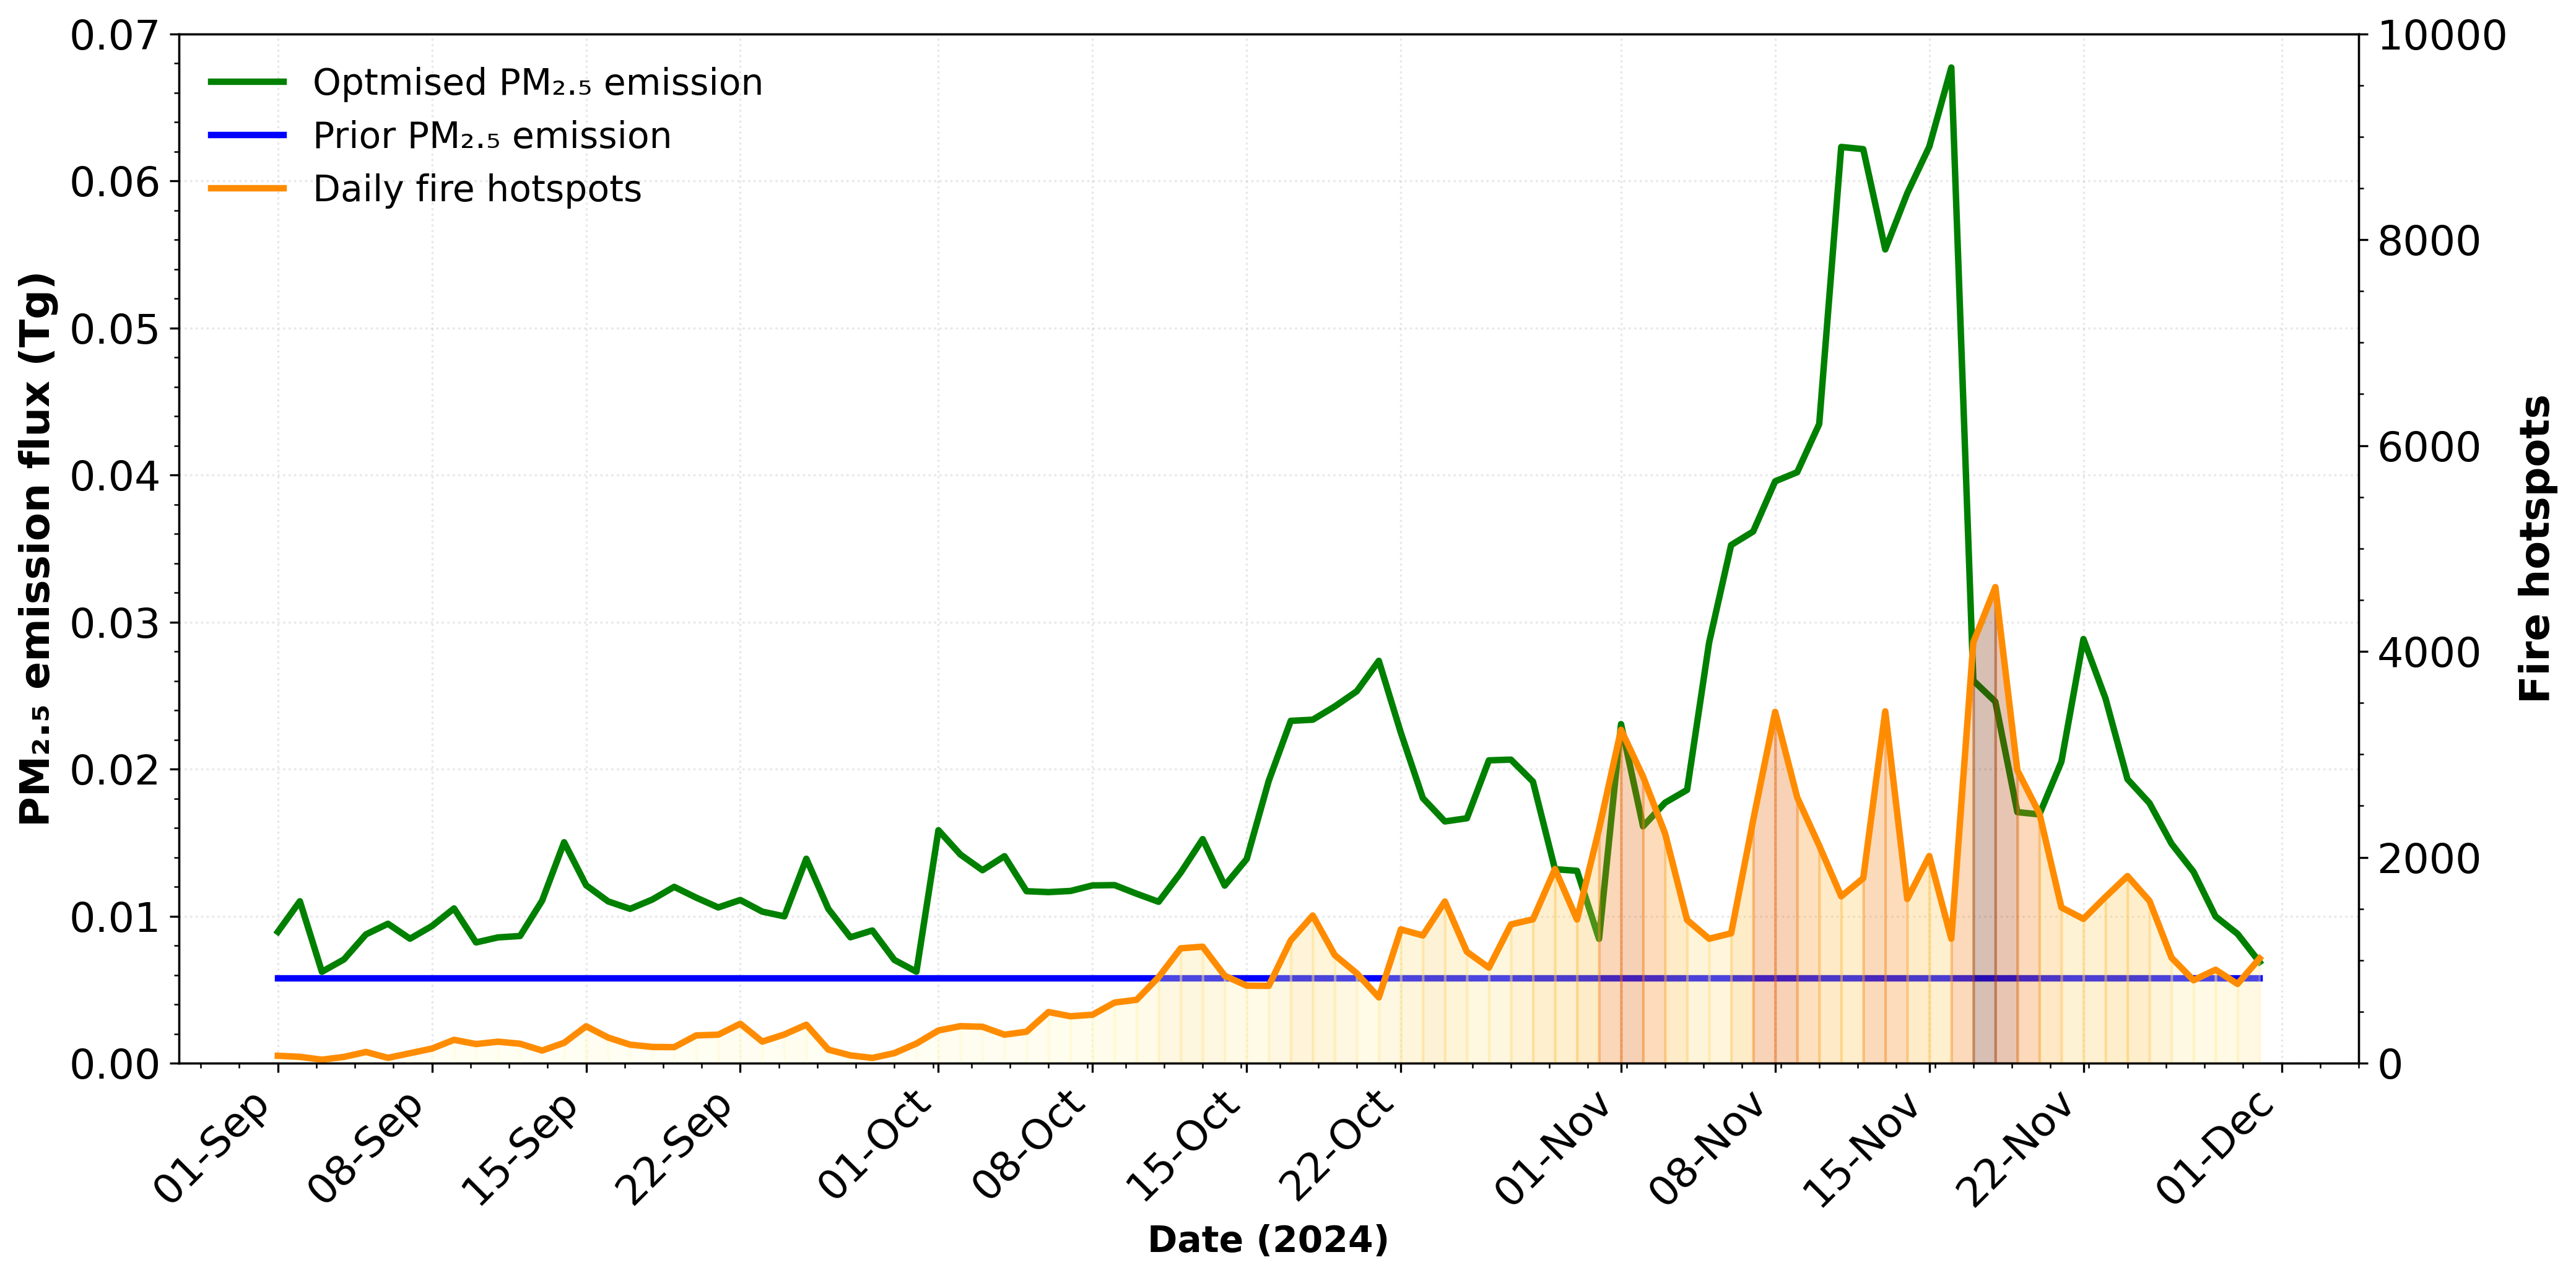 Optmised PM₂.₅ emission
Prior PM₂.₅ emission
Daily fire hotspots
PM₂.₅ emission flux (Tg)
0.07
0.06
0.05
0.04
0.03
0.02
0.01
0.00
10000
8000
6000
4000
2000
0
Fire hotspots
01-Sep
08-Sep
15-Sep
22-Sep
01-Oct
08-Oct
15-Oct
22-Oct
01-Nov
08-Nov
15-Nov
22-Nov
01-Dec
Date (2024)